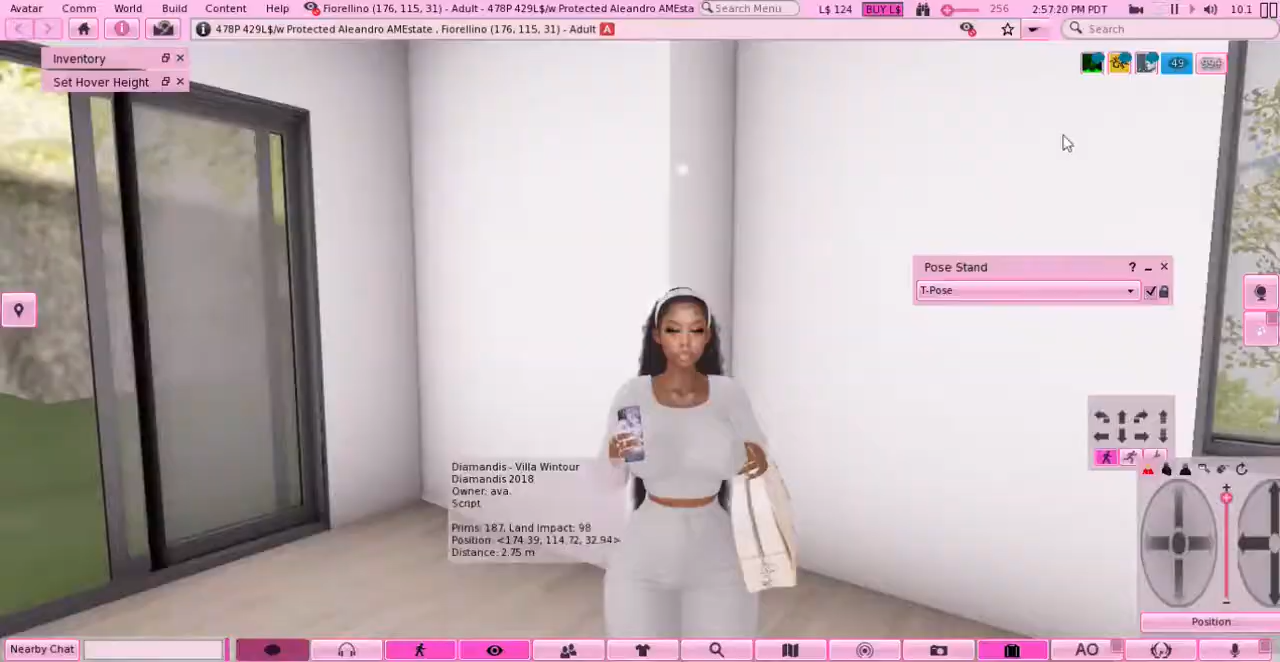 Avatar Comm World Build Content Help Fiorellino (176, 115, 31) - Adult - 478P 429L$/w Protected Aleandro AMEsta Search Menu L$ 124 BUY L$ 256 2:57:20 PM PDT 10.1
478P 429L$/w Protected Aleandro AMEstate , Fiorellino (176, 115, 31) - Adult A Search
Inventory
49 99+
Set Hover Height
Pose Stand ?
T-Pose
Diamandis - Villa Wintour
Diamandis 2018
Owner: ava.
Script
Prims: 187, Land Impact: 98
Position: <174.39, 114.72, 32.94>
Distance: 2.75 m
Position
Nearby Chat AO